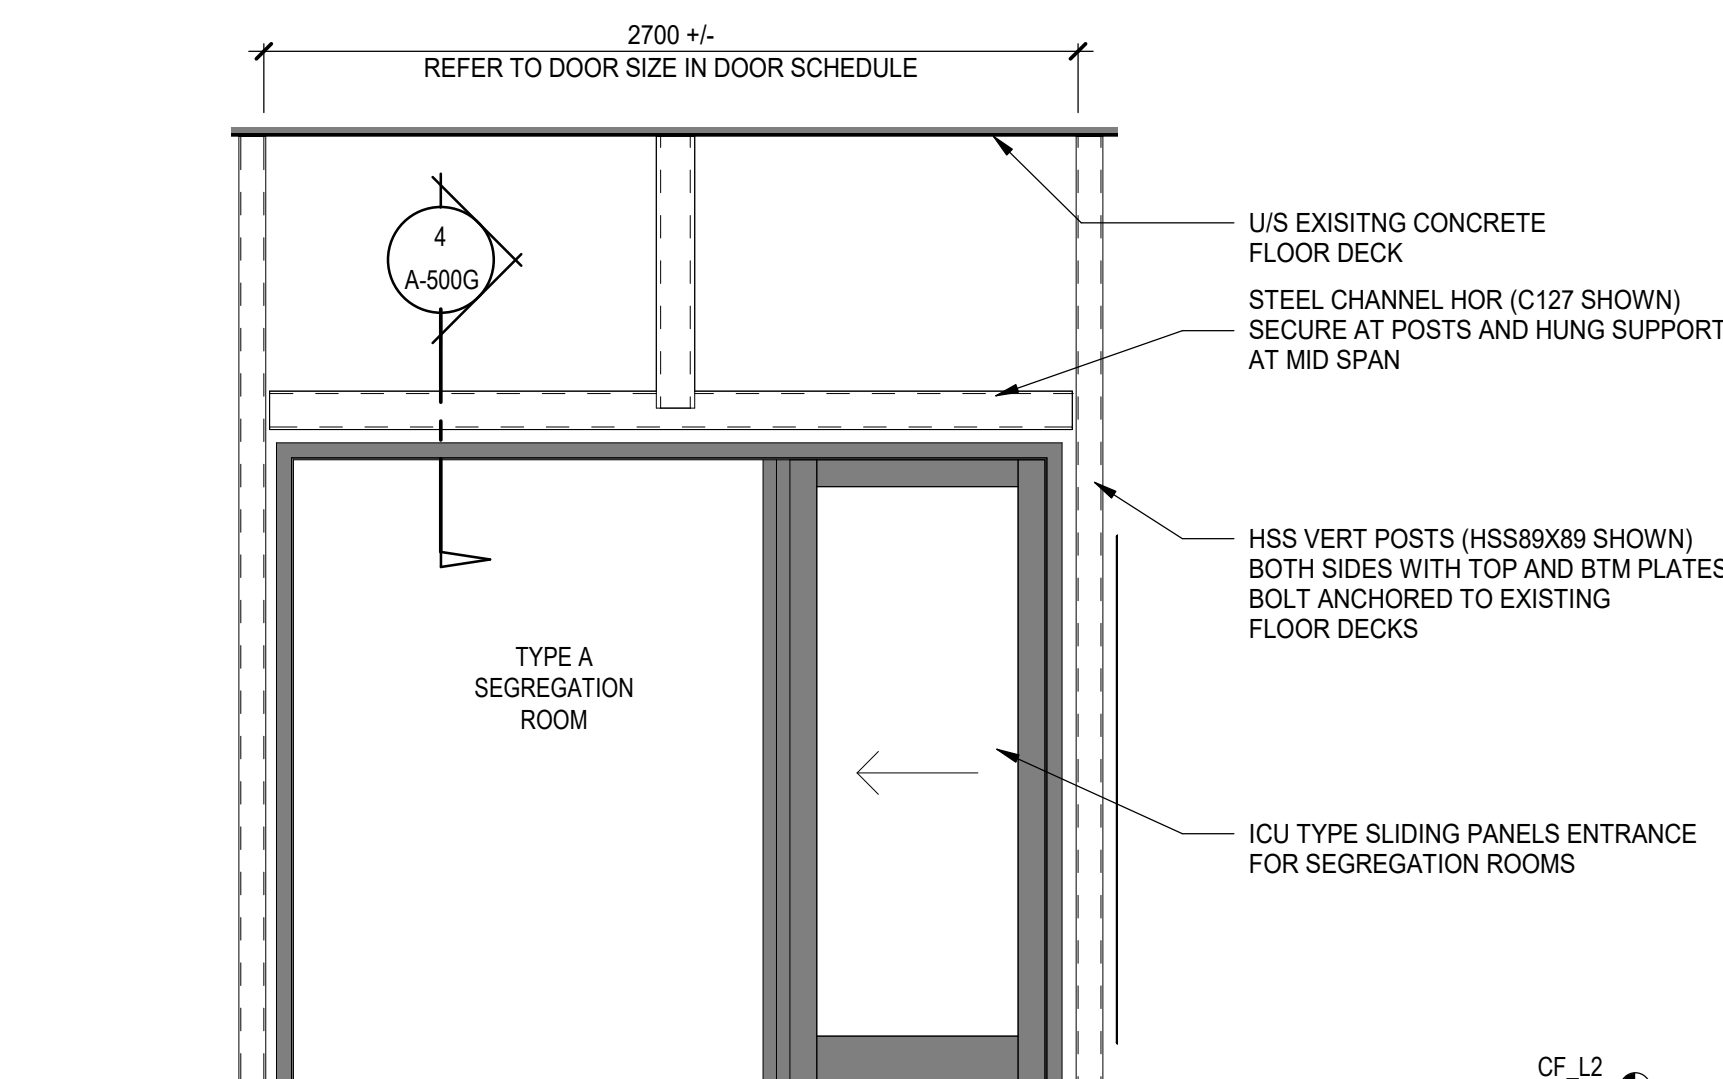 2700 +/-
REFER TO DOOR SIZE IN DOOR SCHEDULE
4
A-500G
U/S EXISITNG CONCRETE
FLOOR DECK
STEEL CHANNEL HOR (C127 SHOWN)
SECURE AT POSTS AND HUNG SUPPORT
AT MID SPAN
HSS VERT POSTS (HSS89X89 SHOWN)
BOTH SIDES WITH TOP AND BTM PLATES
BOLT ANCHORED TO EXISTING
FLOOR DECKS
TYPE A
SEGREGATION
ROOM
ICU TYPE SLIDING PANELS ENTRANCE
FOR SEGREGATION ROOMS
CF_L2